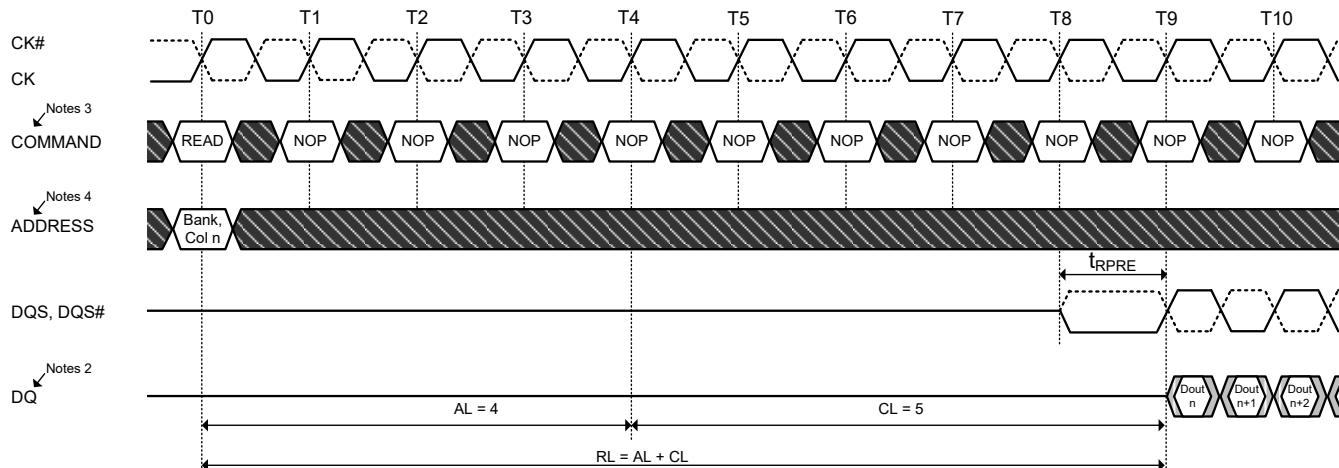 T0 T1 T2 T3 T4 T5 T6 T7 T8 T9 T10
CK#
CK
Notes 3
COMMAND READ NOP NOP NOP NOP NOP NOP NOP NOP NOP NOP
Notes 4
ADDRESS
Bank,
Col n
tRPRE
DQS, DQS#
Notes 2
DQ
Dout
n
Dout
n+1
Dout
n+2
AL = 4 CL = 5
RL = AL + CL